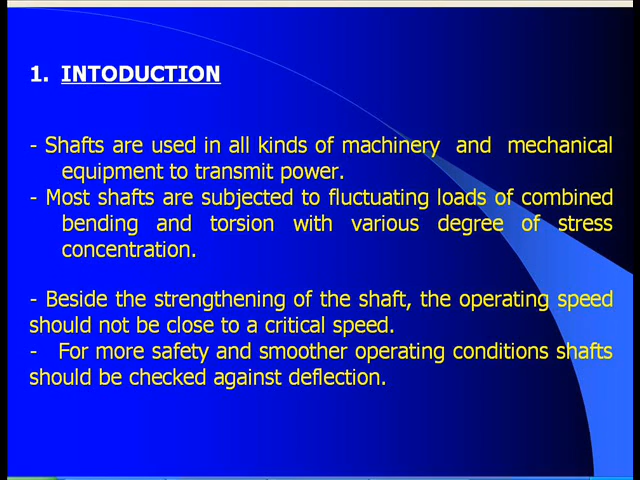 1. INTODUCTION
- Shafts are used in all kinds of machinery and mechanical
equipment to transmit power.
- Most shafts are subjected to fluctuating loads of combined
bending and torsion with various degree of stress
concentration.
- Beside the strengthening of the shaft, the operating speed
should not be close to a critical speed.
- For more safety and smoother operating conditions shafts
should be checked against deflection.